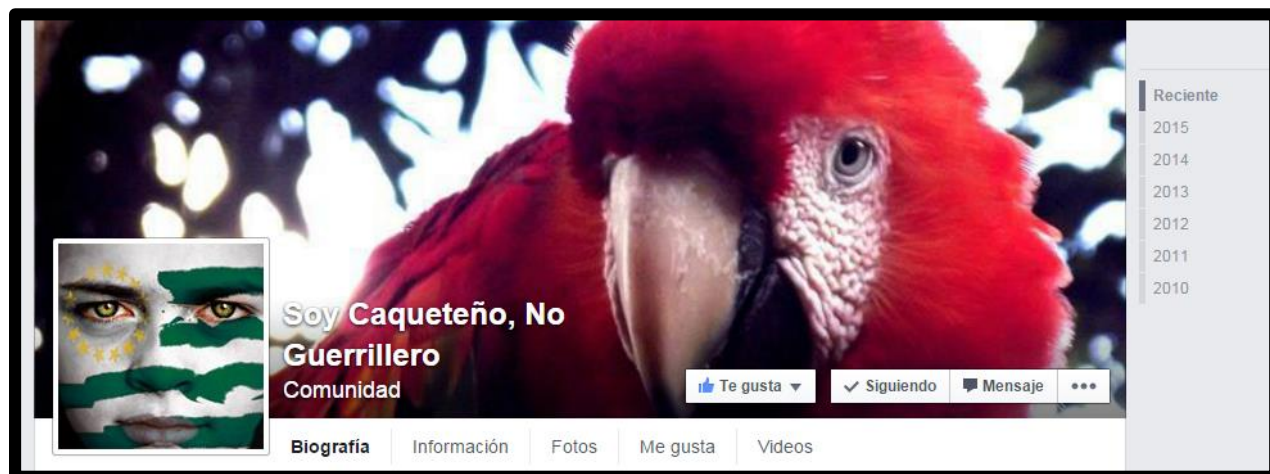 Soy Caqueteño, No
Guerrillero
Comunidad
Te gusta
Siguiendo
Mensaje
Biografía
Información
Fotos
Me gusta
Videos
Reciente
2015
2014
2013
2012
2011
2010